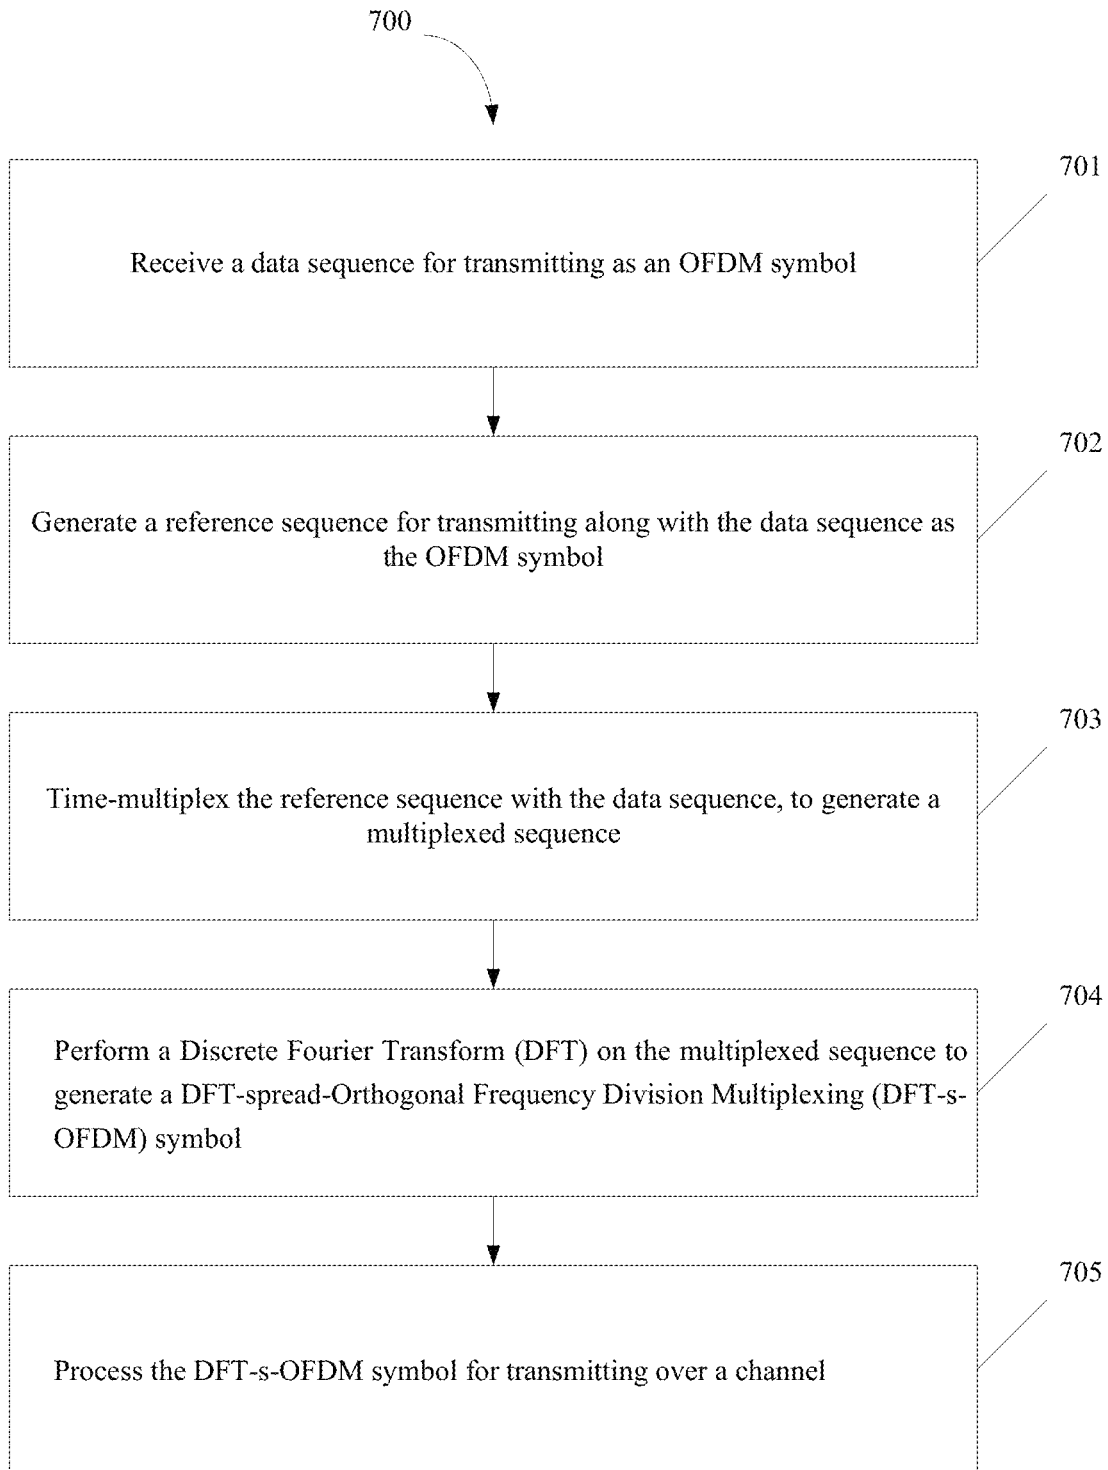 700
701
Receive a data sequence for transmitting as an OFDM symbol
702
Generate a reference sequence for transmitting along with the data sequence as
the OFDM symbol
703
Time-multiplex the reference sequence with the data sequence, to generate a
multiplexed sequence
704
Perform a Discrete Fourier Transform (DFT) on the multiplexed sequence to
generate a DFT-spread-Orthogonal Frequency Division Multiplexing (DFT-s-
OFDM) symbol
705
Process the DFT-s-OFDM symbol for transmitting over a channel